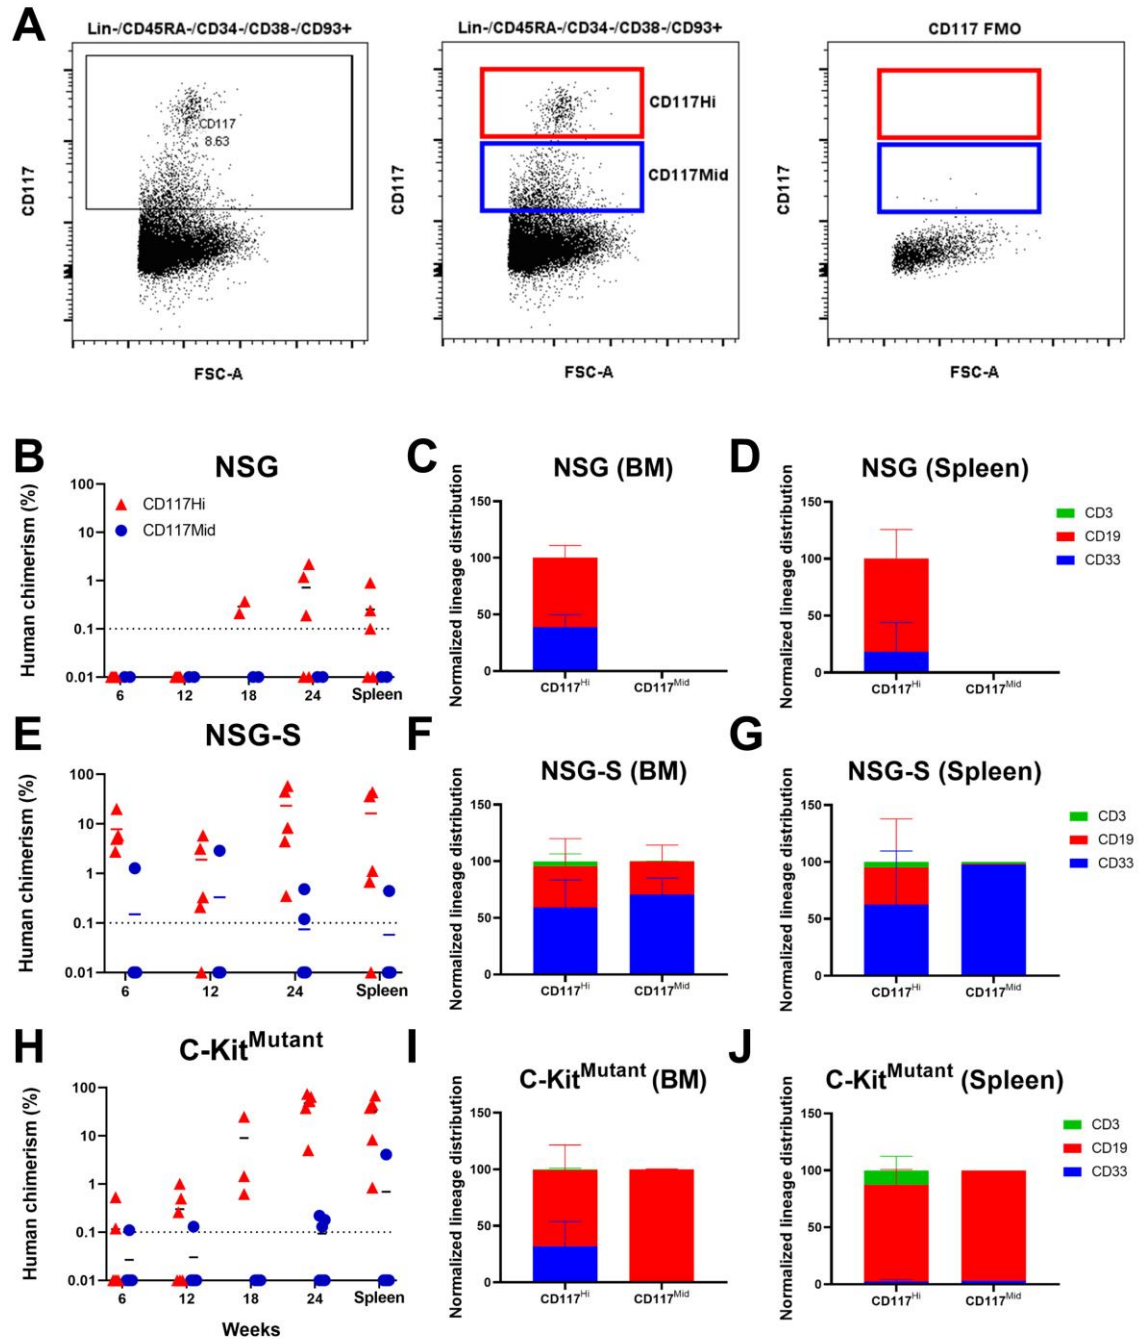 A
Lin-/CD45RA-/CD34-/CD38-/CD93+
Lin-/CD45RA-/CD34-/CD38-/CD93+
CD117 FMO
CD117
CD117
8.63
FSC-A
CD117
CD117Hi
CD117Mid
FSC-A
CD117
FSC-A
B
NSG
Human chimerism (%)
100
10
1
0.1
0.01
CD117Hi
CD117Mid
6 12 18 24 Spleen
C
NSG (BM)
Normalized lineage distribution
150
100
50
0
CD117Hi CD117Mid
D
NSG (Spleen)
Normalized lineage distribution
150
100
50
0
CD117Hi CD117Mid
CD3
CD19
CD33
E
NSG-S
Human chimerism (%)
100
10
1
0.1
0.01
6 12 24 Spleen
F
NSG-S (BM)
Normalized lineage distribution
150
100
50
0
CD117Hi CD117Mid
G
NSG-S (Spleen)
Normalized lineage distribution
150
100
50
0
CD117Hi CD117Mid
CD3
CD19
CD33
H
C-KitMutant
Human chimerism (%)
100
10
1
0.1
0.01
6 12 18 24 Spleen
Weeks
I
C-KitMutant (BM)
Normalized lineage distribution
150
100
50
0
CD117Hi CD117Mid
J
C-KitMutant (Spleen)
Normalized lineage distribution
150
100
50
0
CD117Hi CD117Mid
CD3
CD19
CD33